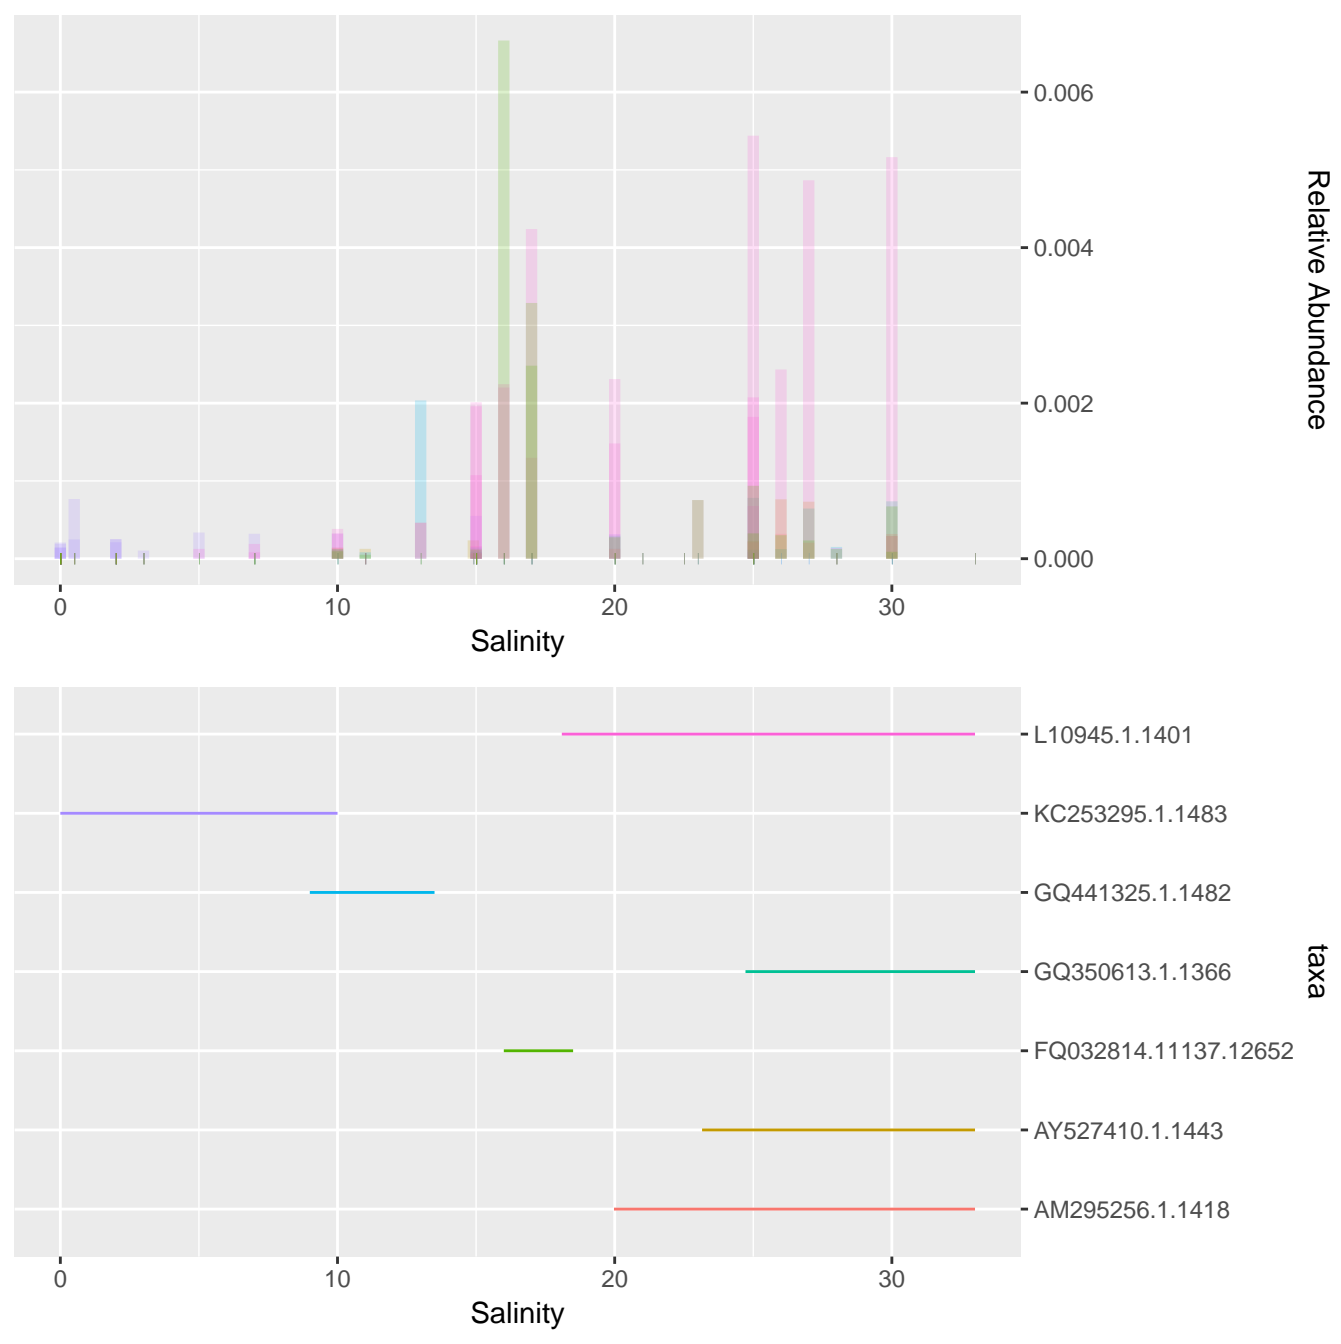 0.006
0.004
0.002
0.000
Relative Abundance
0 10 20 30
Salinity
L10945.1.1401
KC253295.1.1483
GQ441325.1.1482
GQ350613.1.1366
FQ032814.11137.12652
AY527410.1.1443
AM295256.1.1418
taxa
0 10 20 30
Salinity